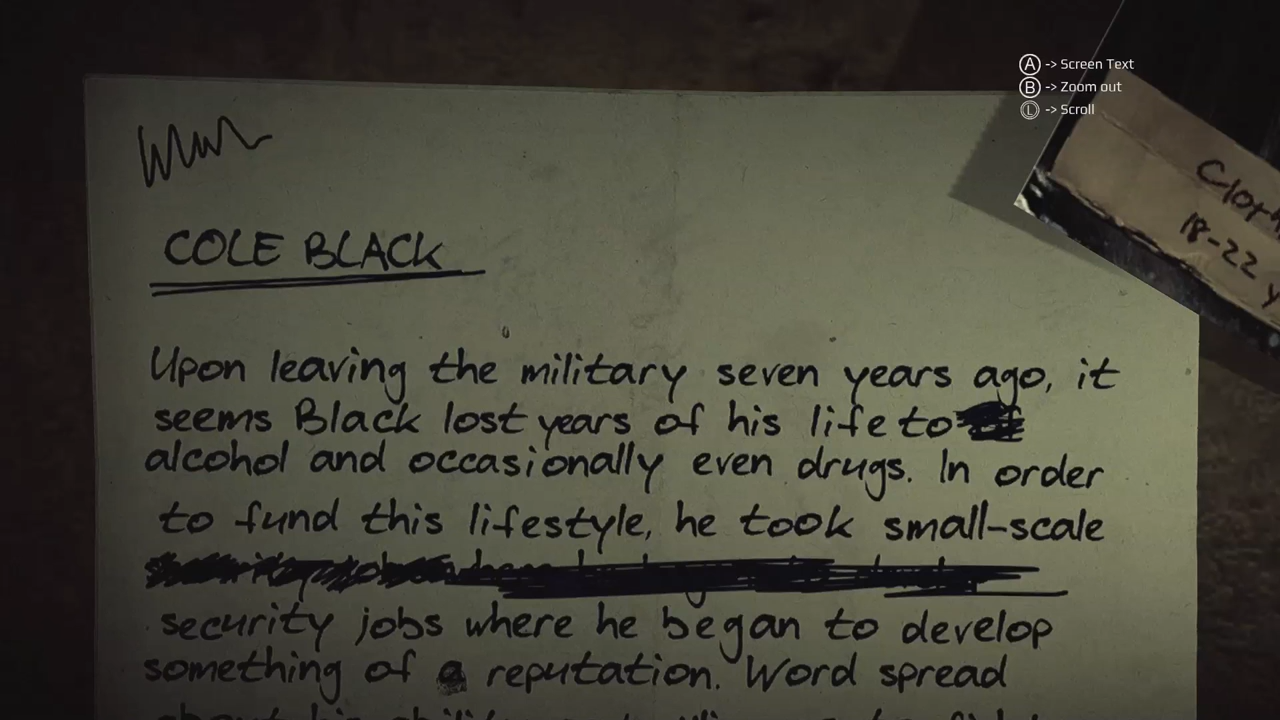 A -> Screen Text
B -> Zoom out
L -> Scroll
18-22
COLE BLACK
Upon leaving the military seven years ago, it
seems Black lost years of his life to
alcohol and occasionally even drugs. In order
to fund this lifestyle, he took small-scale
security jobs where he began to develop
something of a reputation. Word spread